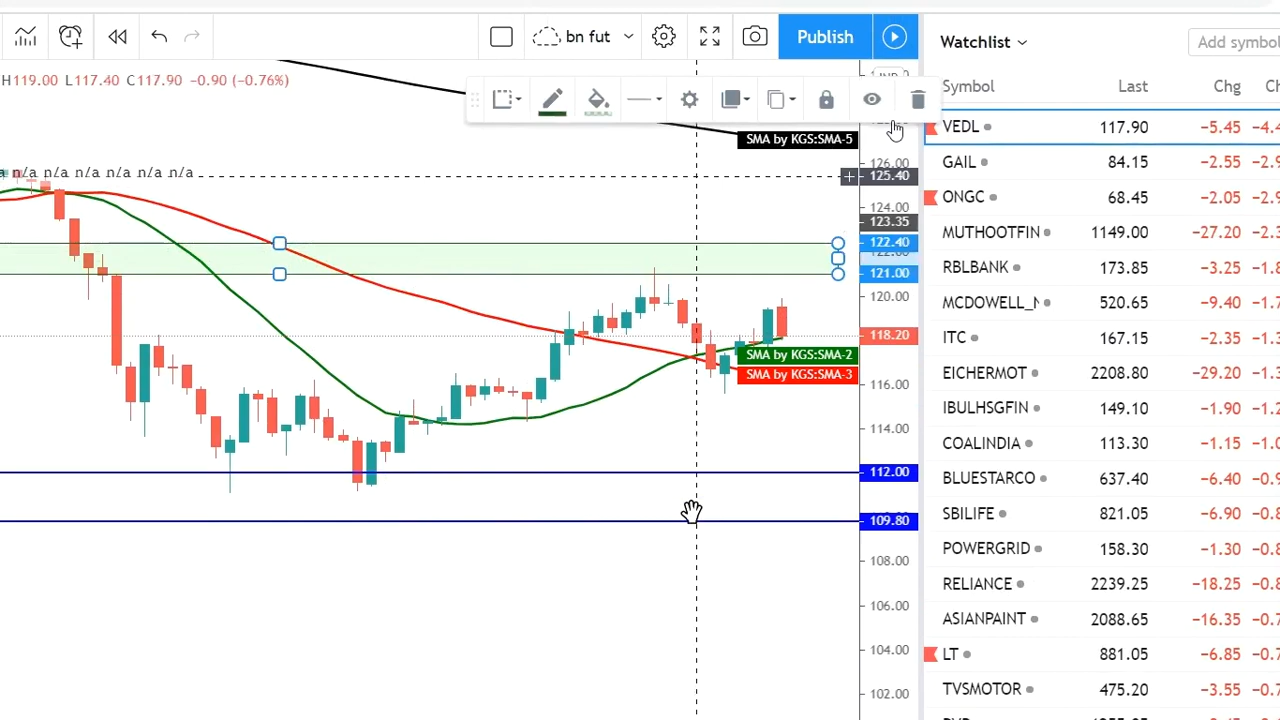 bn fut
Publish
H119.00 L117.40 C117.90 −0.90 (−0.76%)
n/a n/a n/a n/a n/a n/a
SMA by KGS:SMA-5
SMA by KGS:SMA-2
SMA by KGS:SMA-3
126.00
125.40
124.00
123.35
122.40
122.00
121.00
120.00
118.20
116.00
114.00
112.00
109.80
108.00
106.00
104.00
102.00
Watchlist
Add symbol
Symbol Last Chg
VEDL 117.90 −5.45
GAIL 84.15 −2.55
ONGC 68.45 −2.05
MUTHOOTFIN 1149.00 −27.20
RBLBANK 173.85 −3.25
MCDOWELL_N 520.65 −9.40
ITC 167.15 −2.35
EICHERMOT 2208.80 −29.20
IBULHSGFIN 149.10 −1.90
COALINDIA 113.30 −1.15
BLUESTARCO 637.40 −6.40
SBILIFE 821.05 −6.90
POWERGRID 158.30 −1.30
RELIANCE 2239.25 −18.25
ASIANPAINT 2088.65 −16.35
LT 881.05 −6.85
TVSMOTOR 475.20 −3.55